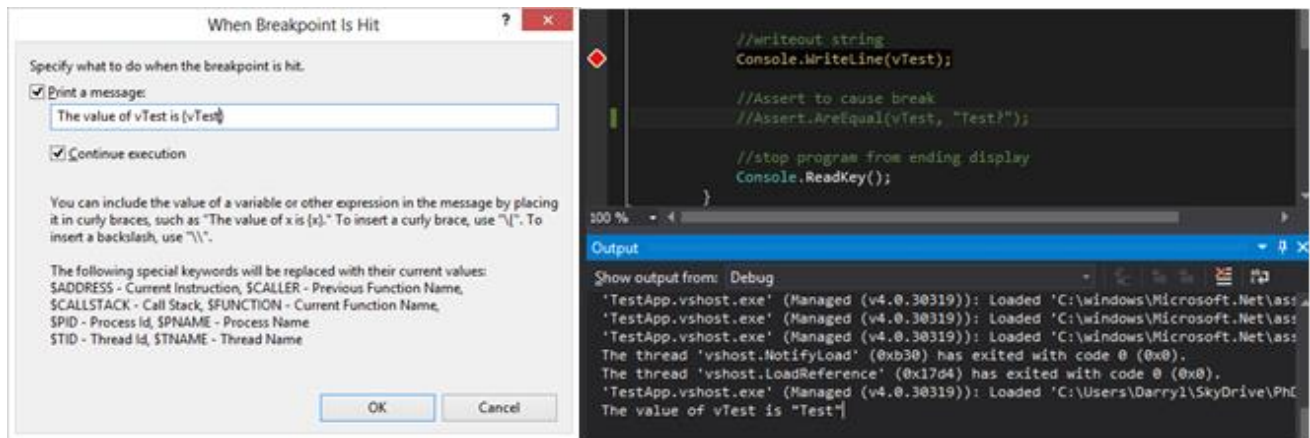 When Breakpoint Is Hit
?
×
Specify what to do when the breakpoint is hit.
Print a message:
The value of vTest is {vTest}
Continue execution
You can include the value of a variable or other expression in the message by placing
it in curly braces, such as "The value of x is {x}." To insert a curly brace, use "\{". To
insert a backslash, use "\\".
The following special keywords will be replaced with their current values:
$ADDRESS - Current Instruction, $CALLER - Previous Function Name,
$CALLSTACK - Call Stack, $FUNCTION - Current Function Name,
$PID - Process Id, $PNAME - Process Name
$TID - Thread Id, $TNAME - Thread Name
OK
Cancel
//writeout string
Console.WriteLine(vTest);
//Assert to cause break
//Assert.AreEqual(vTest, "Test?");
//stop program from ending display
Console.ReadKey();
}
100 %
Output
Show output from: Debug
'TestApp.vshost.exe' (Managed (v4.0.30319)): Loaded 'C:\windows\Microsoft.Net\ass
'TestApp.vshost.exe' (Managed (v4.0.30319)): Loaded 'C:\windows\Microsoft.Net\ass
'TestApp.vshost.exe' (Managed (v4.0.30319)): Loaded 'C:\windows\Microsoft.Net\ass
The thread 'vshost.NotifyLoad' (0xb30) has exited with code 0 (0x0).
The thread 'vshost.LoadReference' (0x17d4) has exited with code 0 (0x0).
'TestApp.vshost.exe' (Managed (v4.0.30319)): Loaded 'C:\Users\Darryl\SkyDrive\PhD
The value of vTest is "Test"